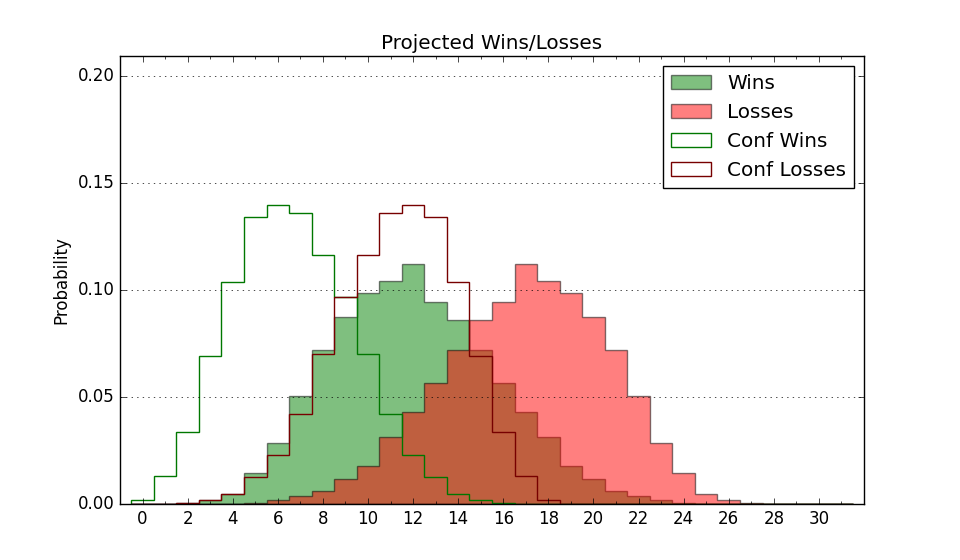 Projected Wins/Losses
0.20
0.15
0.10
0.05
0.00
Probability
Wins
Losses
Conf Wins
Conf Losses
0 2 4 6 8 10 12 14 16 18 20 22 24 26 28 30